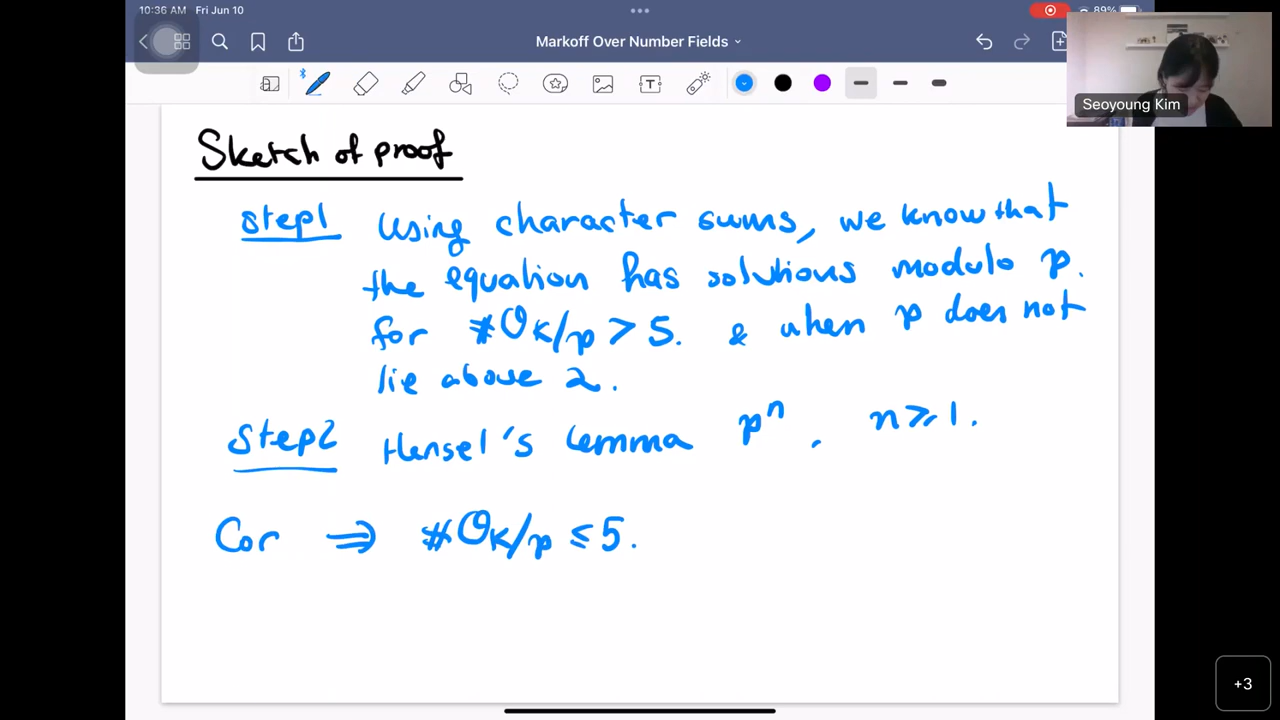 10:36 AM Fri Jun 10
89%
Markoff Over Number Fields
Seoyoung Kim
Sketch of proof
Step1 Using character sums, we know that
the equation has solutions modulo p.
for #OK/p > 5. & when p does not
lie above 2.
Step2 Hensel's Lemma pⁿ, n ≥ 1.
Cor ⇒ #OK/p ≤ 5.
+3